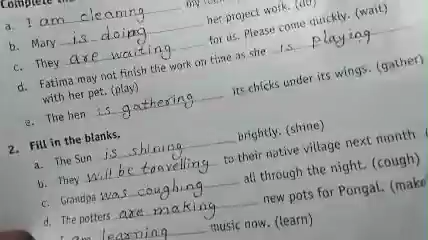 Complete the
a. I am cleaning my
b. Mary is doing her project work. (do)
c. They are waiting for us. Please come quickly. (wait)
d. Fatima may not finish the work on time as she is playing
with her pet. (play)
e. The hen is gathering its chicks under its wings. (gather)
2. Fill in the blanks.
a. The Sun is shining brightly. (shine)
b. They will be travelling to their native village next month
c. Grandpa was coughing all through the night. (cough)
d. The potters are making new pots for Pongal. (make
I am learning music now. (learn)